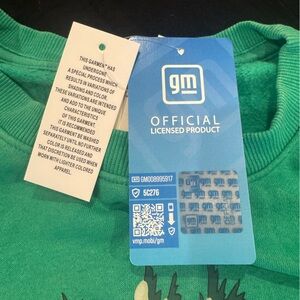 THIS GARMENT HAS
UNDERGONE
A SPECIAL PROCESS WHICH
RESULTS IN VARIATIONS OF
SHADING AND COLOR
THESE VARIATIONS ARE INTENDED
AND ADD TO THE UNIQUE
CHARACTERISTICS
OF THIS GARMENT.
IT IS RECOMMENDED
THIS GARMENT BE WASHED
SEPARATELY UNTIL NO FURTHER
COLOR IS RELEASED AND
THAT DISCRETION BE USED WHEN
WORN WITH LIGHTER COLORED
APPAREL
gm
OFFICIAL
LICENSED PRODUCT
GM008995917
5C276
vmp.mobi/gm